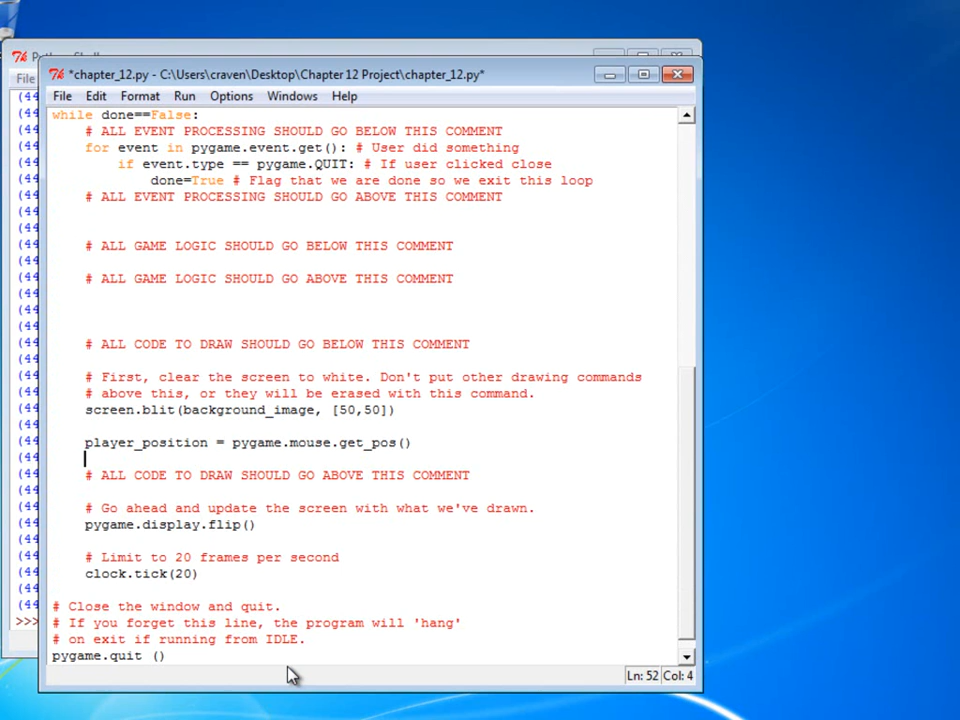 Python Shell
*chapter_12.py - C:\Users\craven\Desktop\Chapter 12 Project\chapter_12.py*
File
File Edit Format Run Options Windows Help
while done==False:
# ALL EVENT PROCESSING SHOULD GO BELOW THIS COMMENT
for event in pygame.event.get(): # User did something
if event.type == pygame.QUIT: # If user clicked close
done=True # Flag that we are done so we exit this loop
# ALL EVENT PROCESSING SHOULD GO ABOVE THIS COMMENT
# ALL GAME LOGIC SHOULD GO BELOW THIS COMMENT
# ALL GAME LOGIC SHOULD GO ABOVE THIS COMMENT
# ALL CODE TO DRAW SHOULD GO BELOW THIS COMMENT
# First, clear the screen to white. Don't put other drawing commands
# above this, or they will be erased with this command.
screen.blit(background_image, [50,50])
player_position = pygame.mouse.get_pos()
# ALL CODE TO DRAW SHOULD GO ABOVE THIS COMMENT
# Go ahead and update the screen with what we've drawn.
pygame.display.flip()
# Limit to 20 frames per second
clock.tick(20)
# Close the window and quit.
# If you forget this line, the program will 'hang'
>>>
# on exit if running from IDLE.
pygame.quit ()
Ln: 52 Col: 4